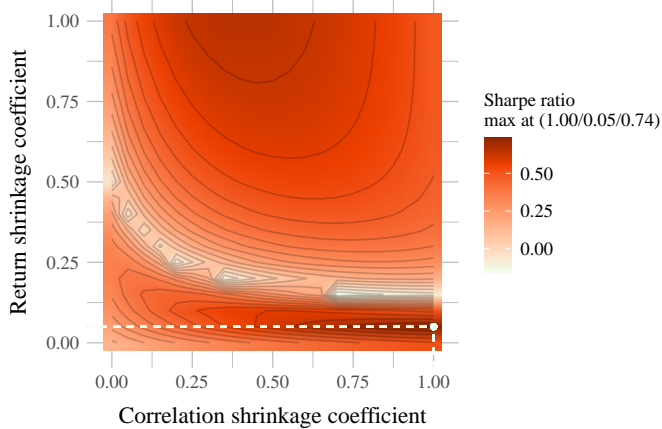 1.00
0.75
0.50
0.25
0.00
Return shrinkage coefficient
0.00 0.25 0.50 0.75 1.00
Correlation shrinkage coefficient
Sharpe ratio
max at (1.00/0.05/0.74)
0.50
0.25
0.00